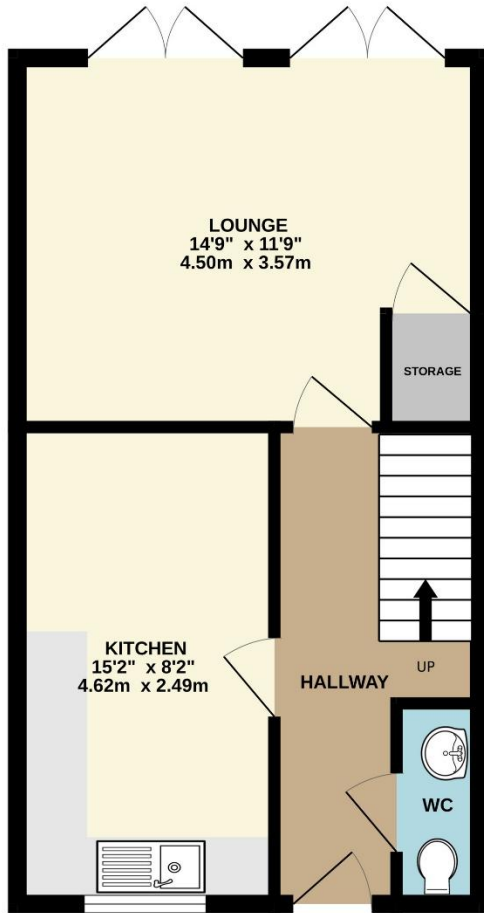 LOUNGE
14'9" x 11'9"
4.50m x 3.57m
STORAGE
KITCHEN
15'2" x 8'2"
4.62m x 2.49m
HALLWAY
UP
WC